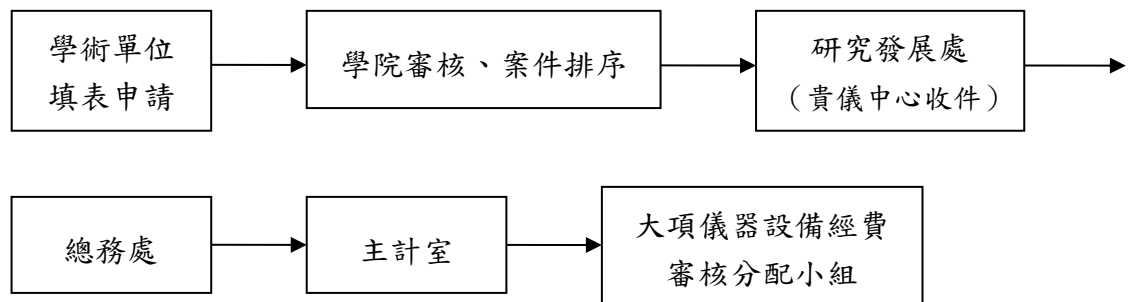 學術單位
填表申請
學院審核、案件排序
研究發展處
（貴儀中心收件）
總務處
主計室
大項儀器設備經費
審核分配小組